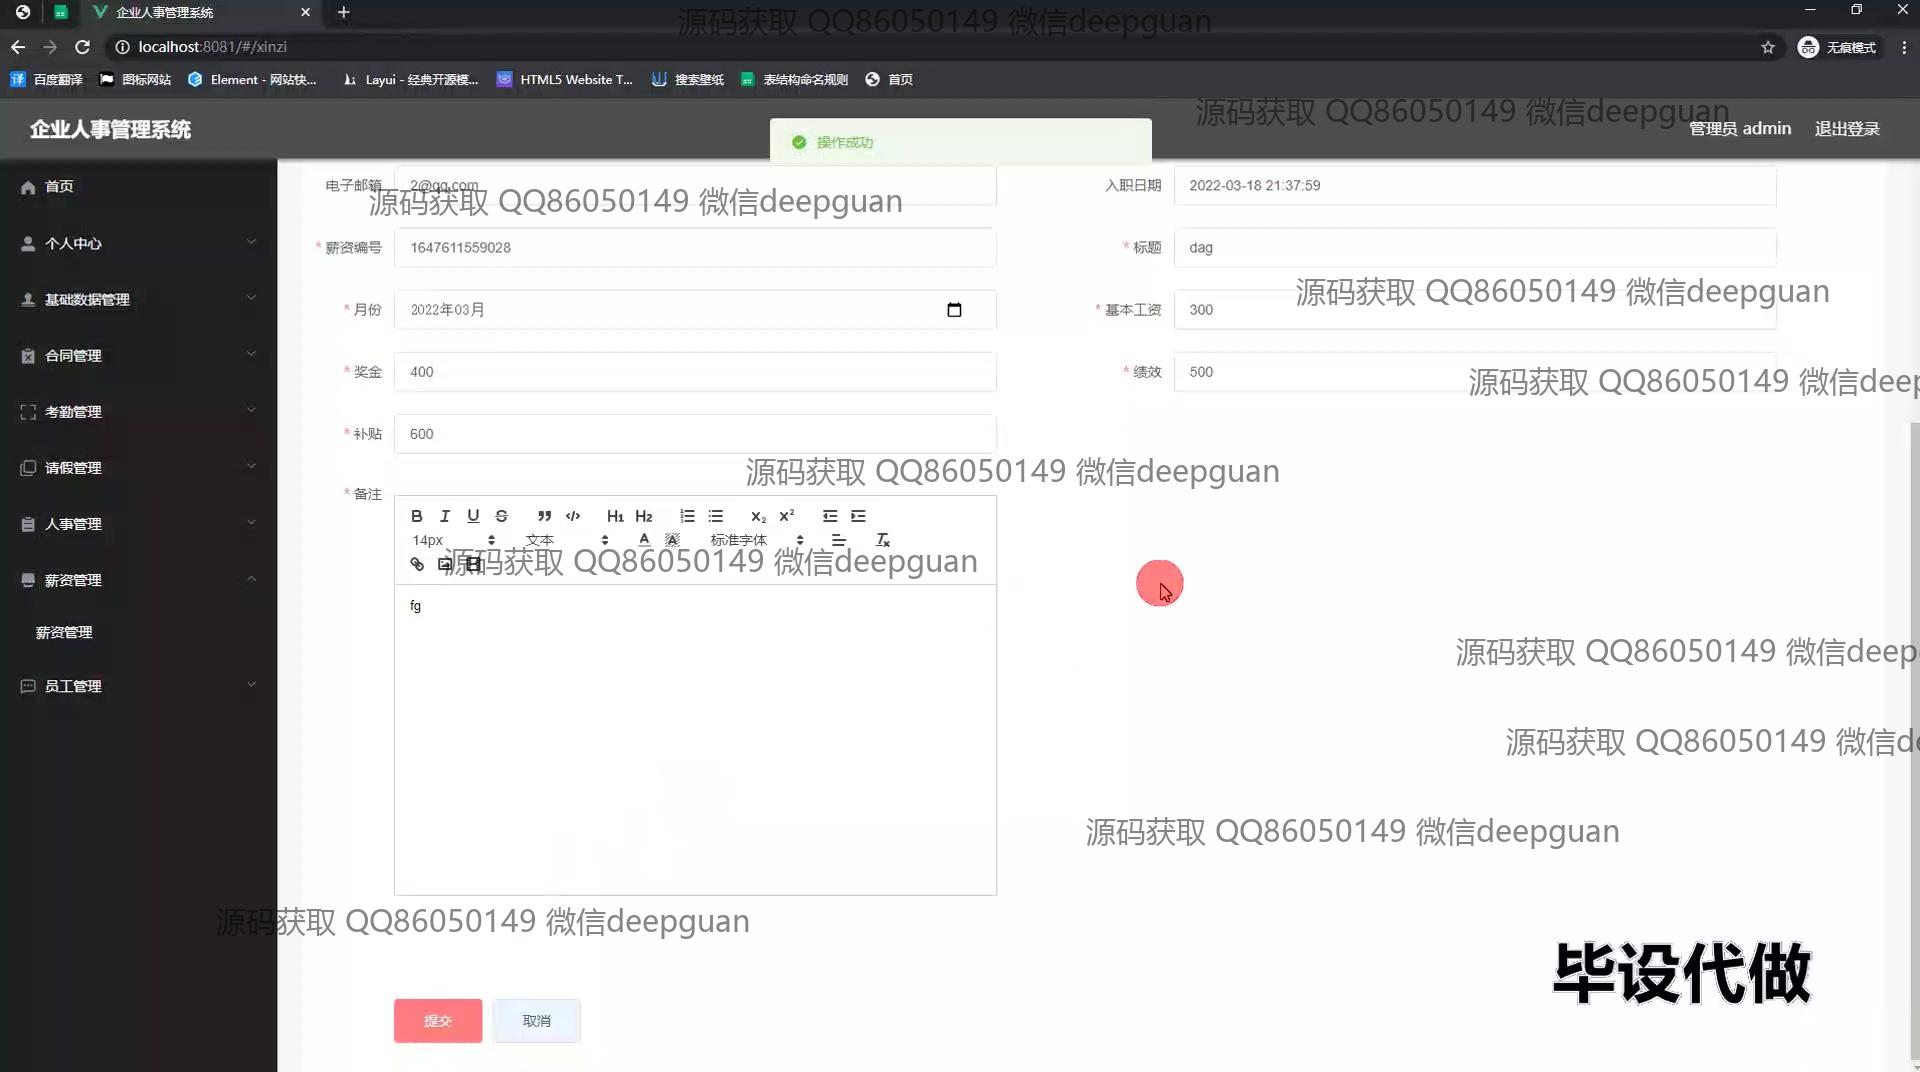 企业人事管理系统
localhost:8081/#/xinzi
无痕模式
百度翻译
图标网站
Element - 网站快...
Layui - 经典开源模...
HTML5 Website T...
搜索壁纸
表结构命名规则
首页
源码获取 QQ86050149 微信deepguan
源码获取 QQ86050149 微信deepguan
企业人事管理系统
操作成功
管理员 admin
退出登录
首页
个人中心
基础数据管理
合同管理
考勤管理
请假管理
人事管理
薪资管理
薪资管理
员工管理
电子邮箱
2@qq.com
入职日期
2022-03-18 21:37:59
源码获取 QQ86050149 微信deepguan
* 薪资编号
1647611559028
* 标题
dag
源码获取 QQ86050149 微信deepguan
* 月份
2022年03月
* 基本工资
300
* 奖金
400
* 绩效
500
源码获取 QQ86050149 微信deep
* 补贴
600
源码获取 QQ86050149 微信deepguan
* 备注
B I U S H1 H2 x2 x2
14px
文本
标准字体
源码获取 QQ86050149 微信deepguan
fg
源码获取 QQ86050149 微信deep
源码获取 QQ86050149 微信de
源码获取 QQ86050149 微信deepguan
源码获取 QQ86050149 微信deepguan
毕设代做
提交
取消